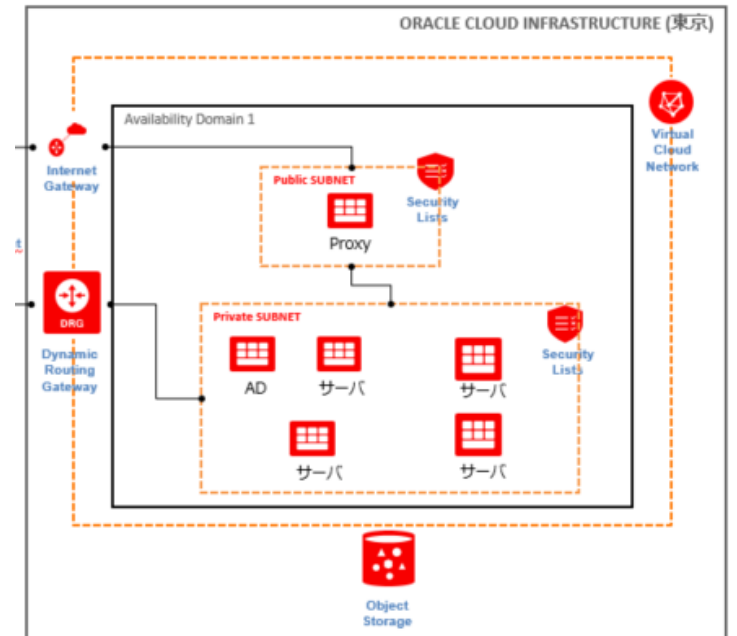 ORACLE CLOUD INFRASTRUCTURE (東京)
Availability Domain 1
Virtual
Cloud
Network
Internet
Gateway
Public SUBNET
Security
Lists
Proxy
t
DRG
Dynamic
Routing
Gateway
Private SUBNET
Security
Lists
AD
サーバ
サーバ
サーバ
サーバ
Object
Storage